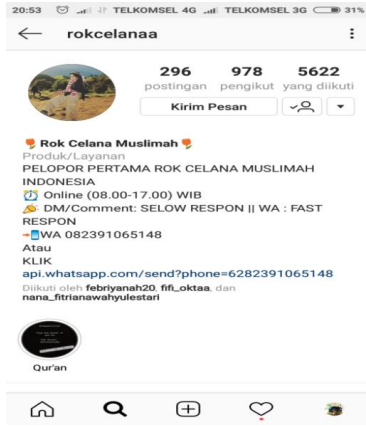 20:53 TELKOMSEL 4G TELKOMSEL 3G 31%
rokcelanaa
296 978 5622
postingan pengikut yang diikuti
Kirim Pesan
Rok Celana Muslimah
Produk/Layanan
PELOPOR PERTAMA ROK CELANA MUSLIMAH
INDONESIA
Online (08.00-17.00) WIB
DM/Comment: SELOW RESPON || WA : FAST
RESPON
WA 082391065148
Atau
KLIK
api.whatsapp.com/send?phone=6282391065148
Diikuti oleh febriyanah20, fifi_oktaa, dan
nana_fitrianawahyulestari
Qur'an